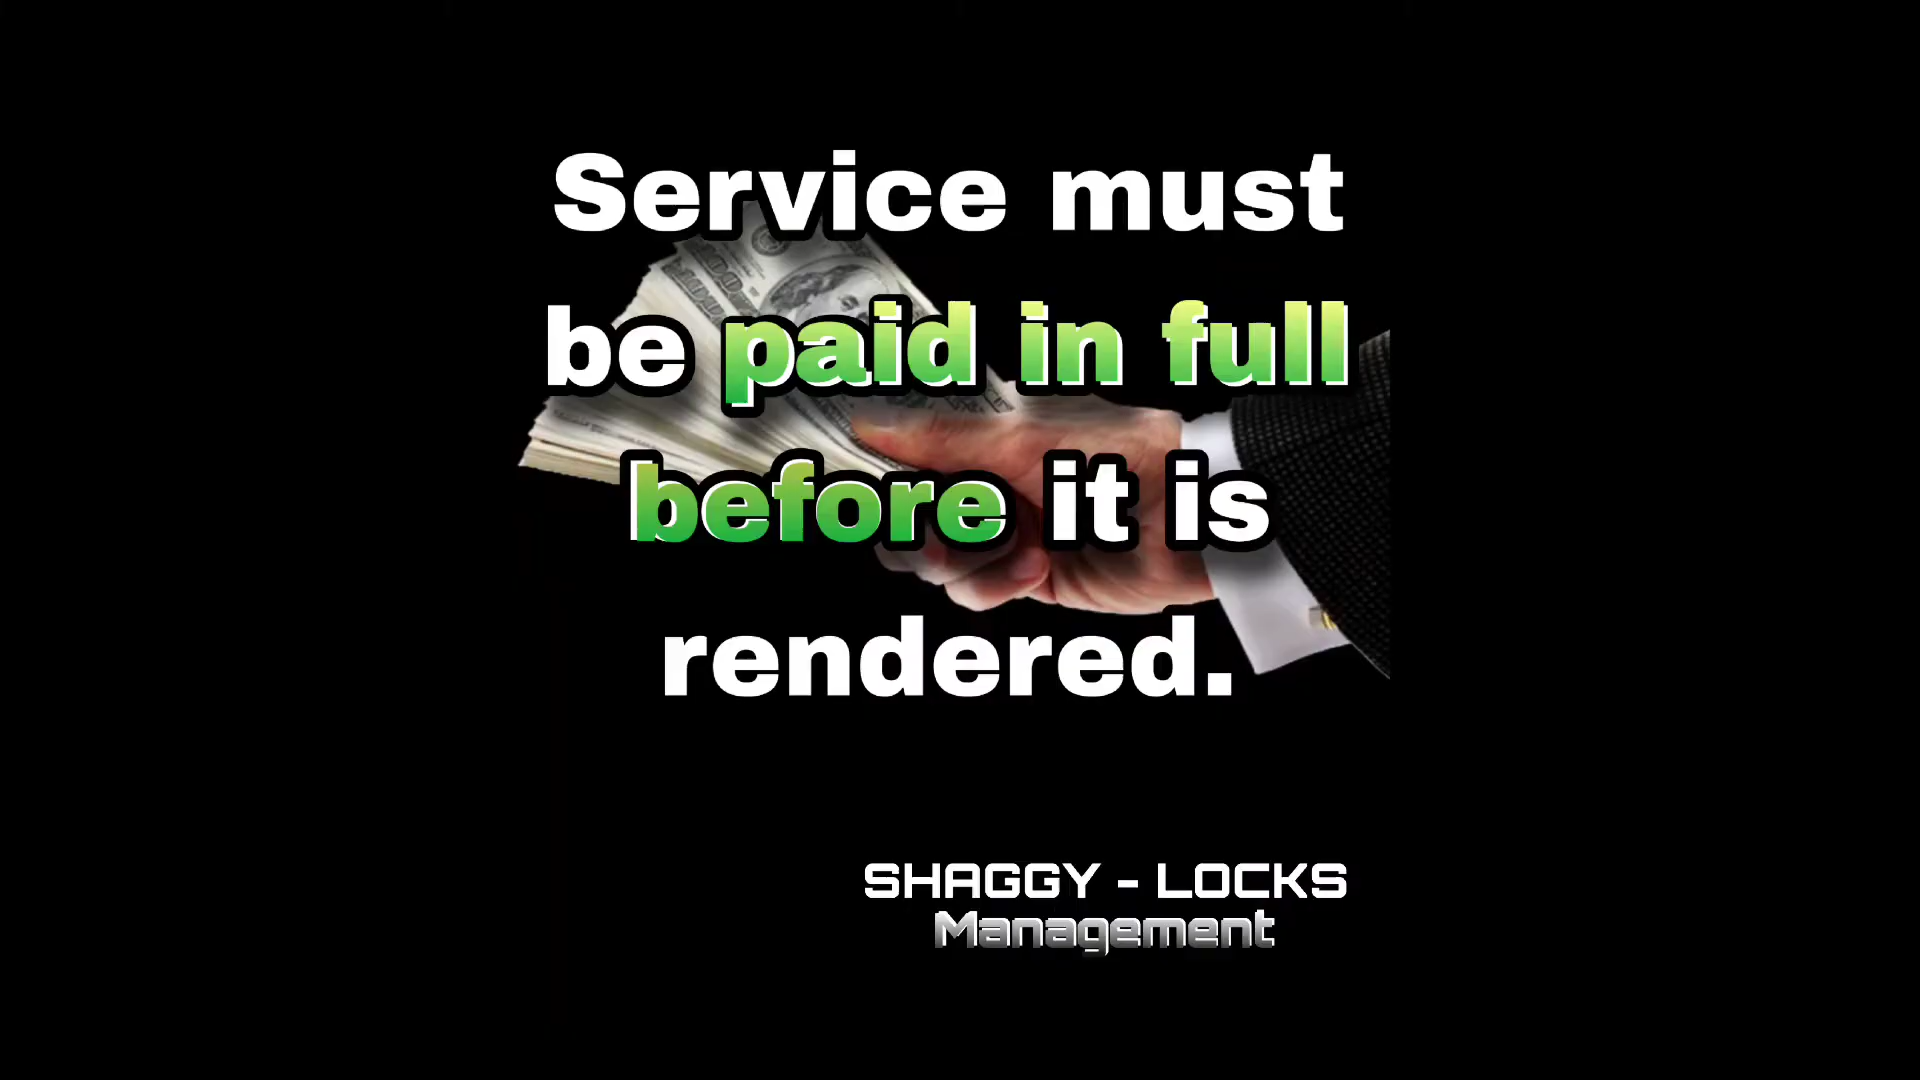 Service must
be paid in full
before it is
rendered.
SHAGGY - LOCKS
Management